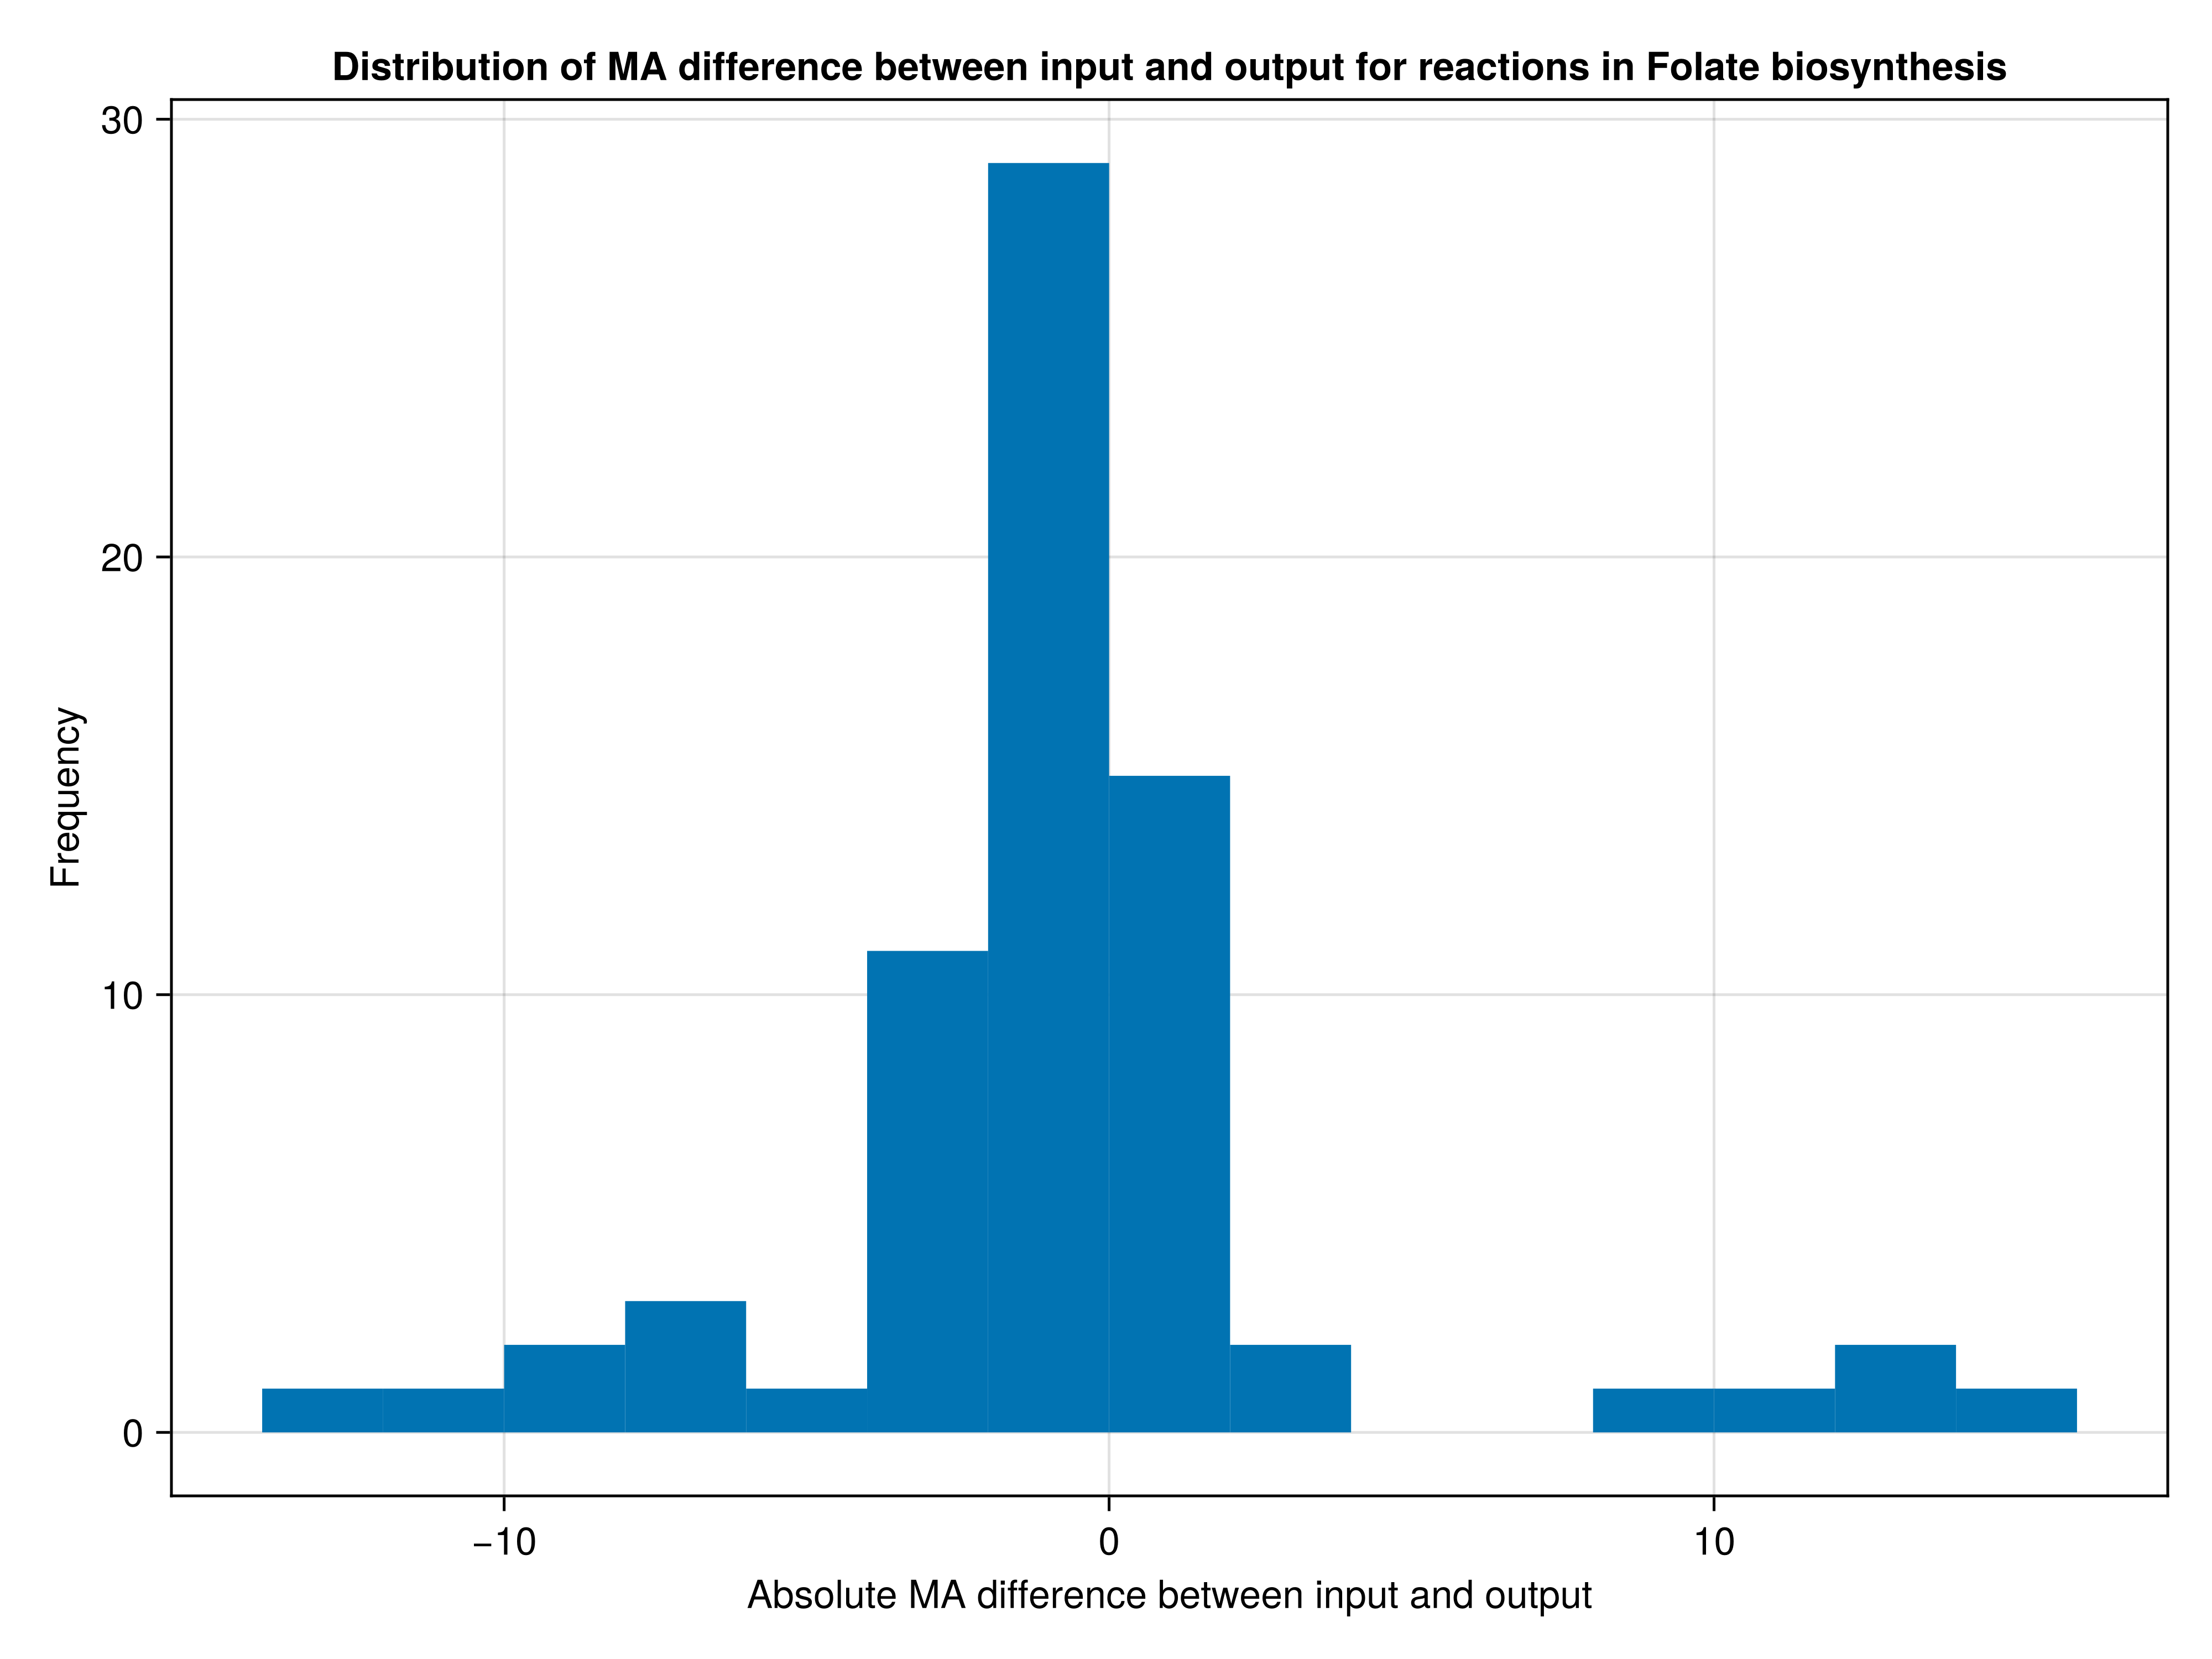 Distribution of MA difference between input and output for reactions in Folate biosynthesis
30
20
10
0
Frequency
−10
0
10
Absolute MA difference between input and output